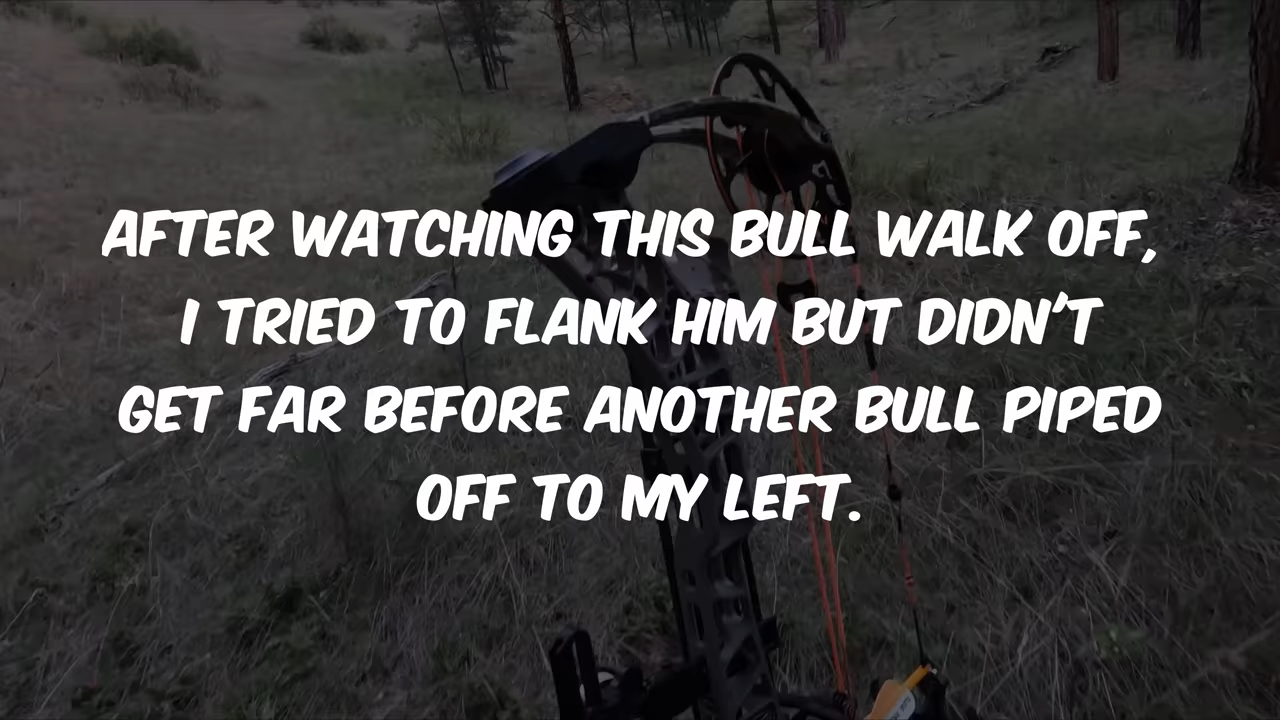 AFTER WATCHING THIS BULL WALK OFF,
I TRIED TO FLANK HIM BUT DIDN'T
GET FAR BEFORE ANOTHER BULL PIPED
OFF TO MY LEFT.